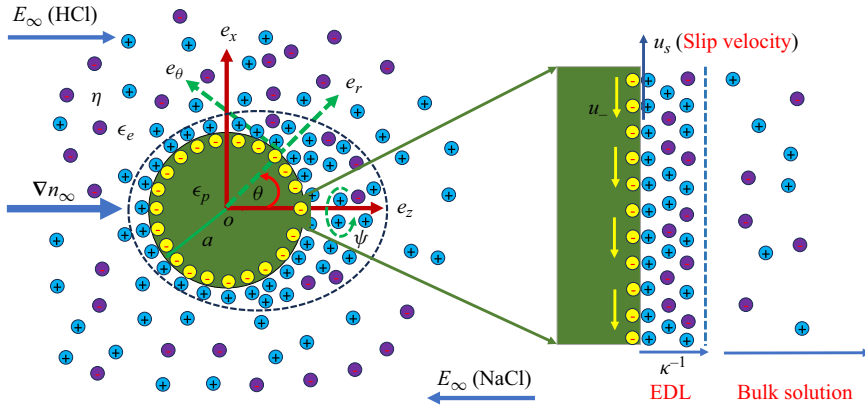 E∞ (HCl)
e_x
u_s (Slip velocity)
e_θ
e_r
η
u_–
ϵ_e
ϵ_p
θ
∇n∞
o
e_z
a
ψ
κ⁻¹
E∞ (NaCl)
EDL
Bulk solution